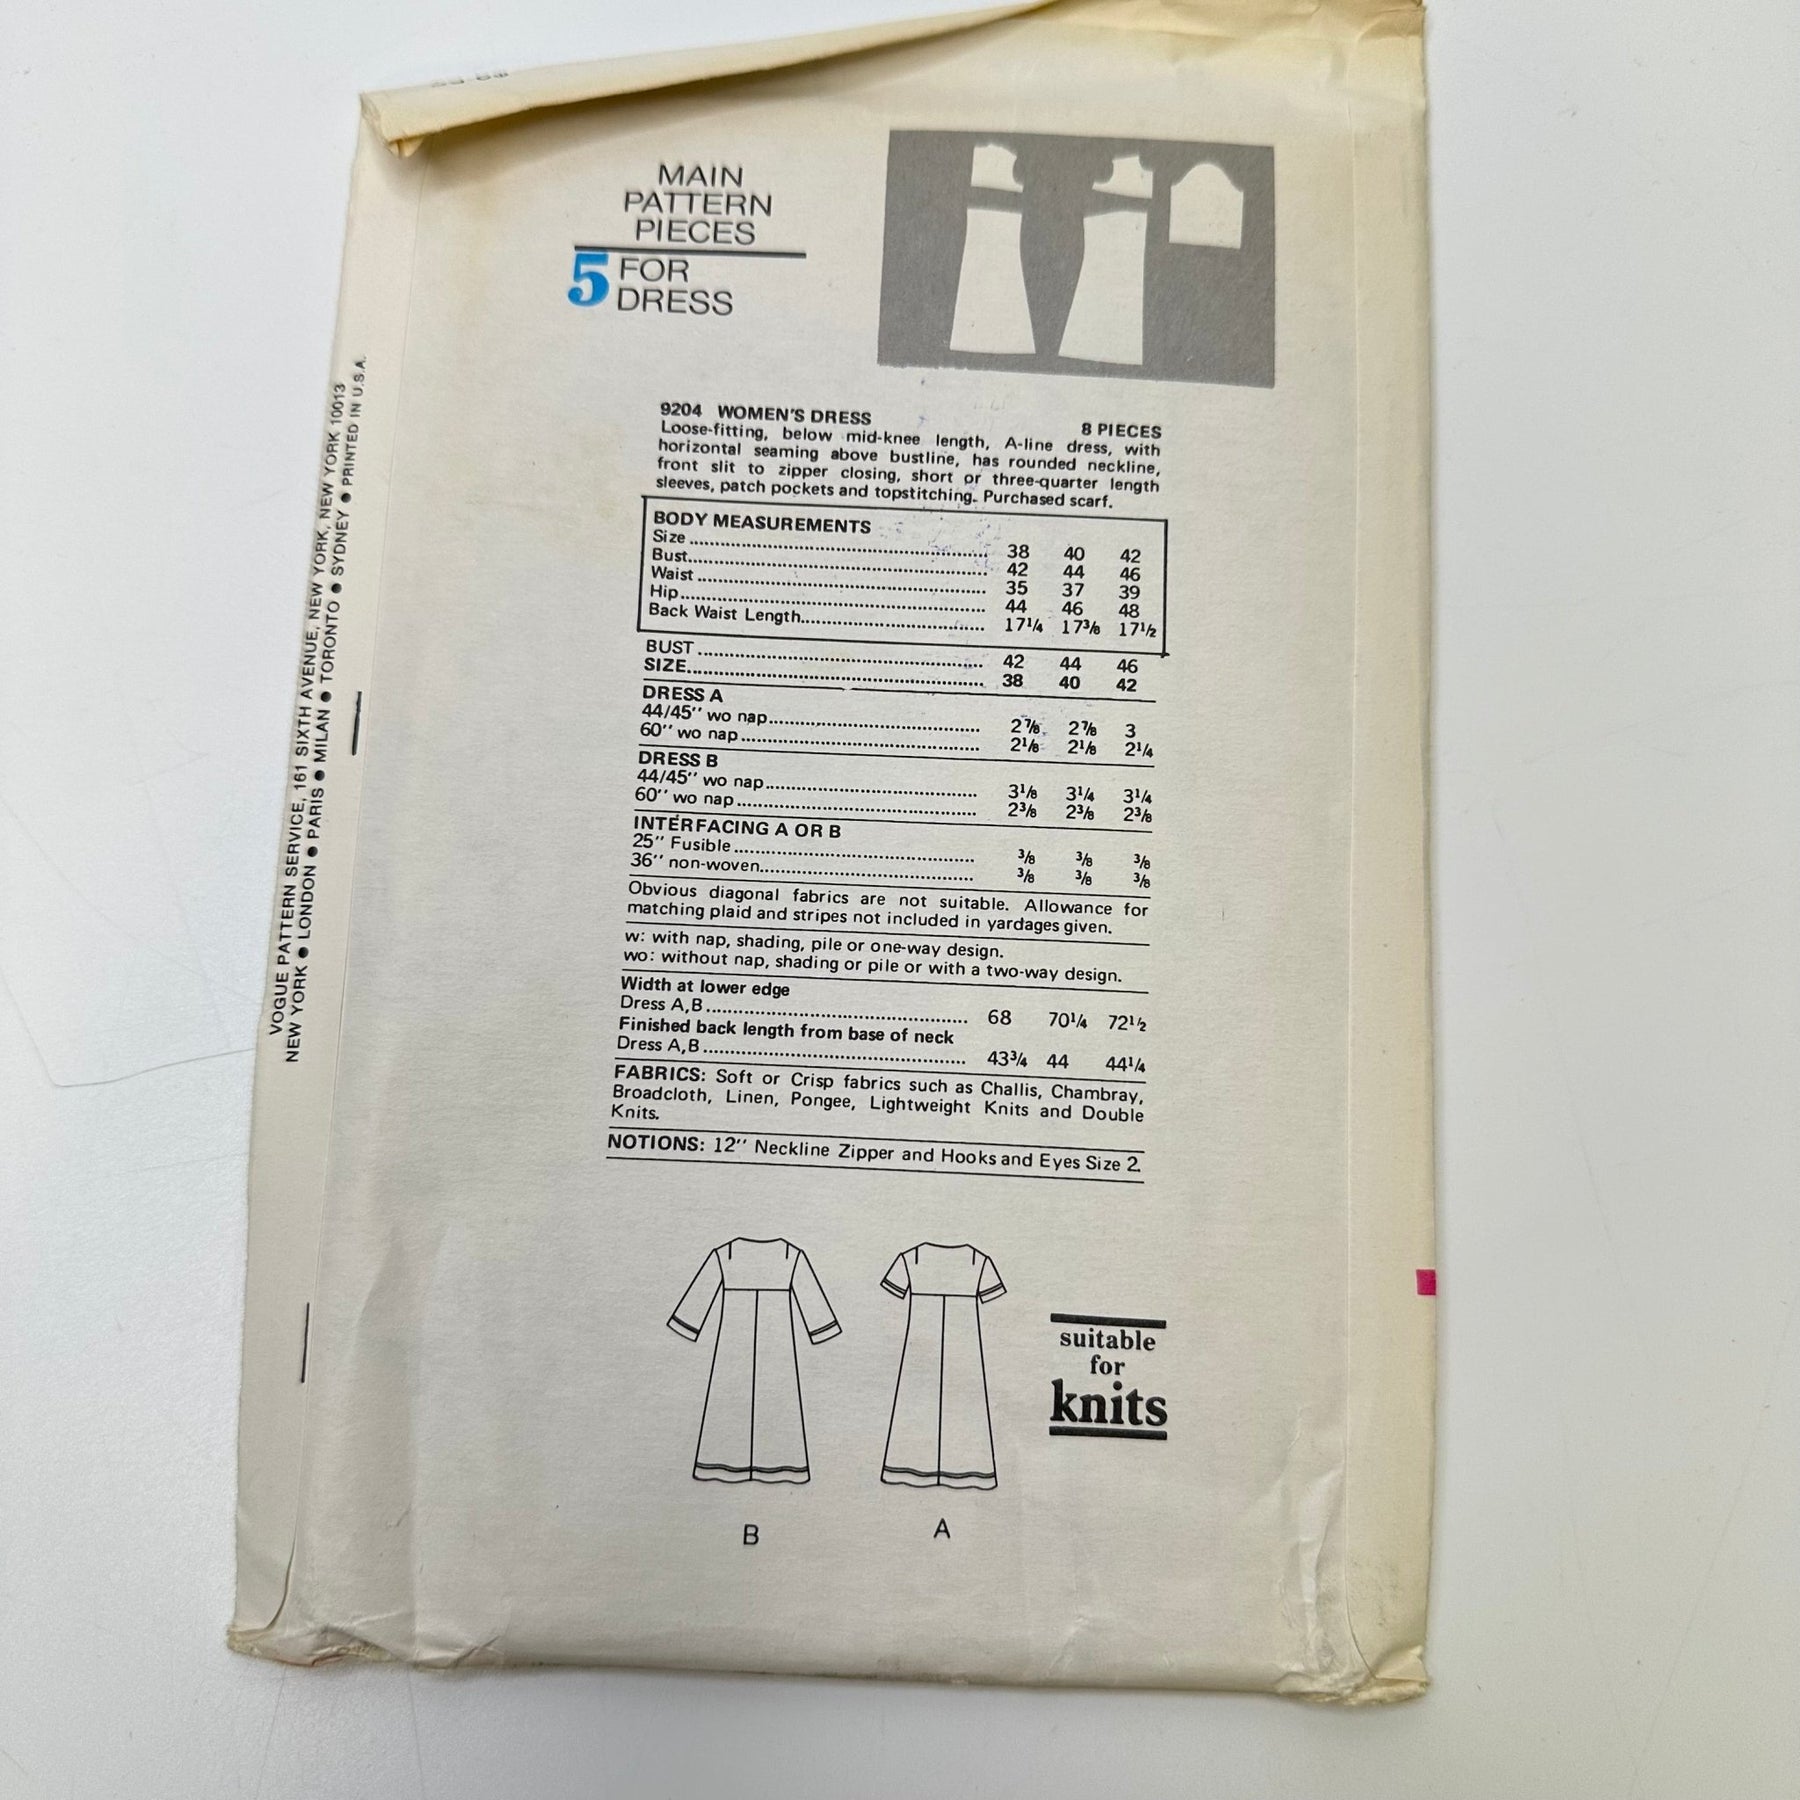 MAIN
PATTERN
PIECES
5 FOR
DRESS
9204 WOMEN'S DRESS 8 PIECES
Loose-fitting, below mid-knee length, A-line dress, with
horizontal seaming above bustline, has rounded neckline,
front slit to zipper closing, short or three-quarter length
sleeves, patch pockets and topstitching. Purchased scarf.
BODY MEASUREMENTS
Size 38 40 42
Bust 42 44 46
Waist 35 37 39
Hip 44 46 48
Back Waist Length 17¼ 17⅜ 17½
BUST 42 44 46
SIZE 38 40 42
DRESS A
44/45" wo nap 2⅞ 2⅞ 3
60" wo nap 2⅛ 2⅛ 2¼
DRESS B
44/45" wo nap 3⅛ 3¼ 3¼
60" wo nap 2⅜ 2⅜ 2⅜
INTERFACING A OR B
25" Fusible ⅜ ⅜ ⅜
36" non-woven ⅜ ⅜ ⅜
Obvious diagonal fabrics are not suitable. Allowance for
matching plaid and stripes not included in yardages given.
w: with nap, shading, pile or one-way design.
wo: without nap, shading or pile or with a two-way design.
Width at lower edge
Dress A,B 68 70¼ 72½
Finished back length from base of neck
Dress A,B 43¾ 44 44¼
FABRICS: Soft or Crisp fabrics such as Challis, Chambray,
Broadcloth, Linen, Pongee, Lightweight Knits and Double
Knits.
NOTIONS: 12" Neckline Zipper and Hooks and Eyes Size 2.
B
A
suitable
for
knits
VOGUE PATTERN SERVICE, 161 SIXTH AVENUE, NEW YORK, NEW YORK 10013
NEW YORK ● LONDON ● PARIS ● MILAN ● TORONTO ● SYDNEY ● PRINTED IN U.S.A.